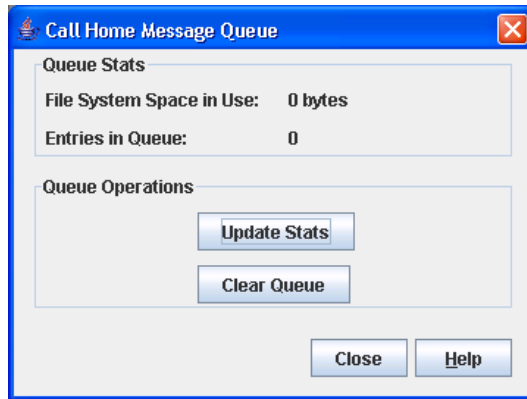 Call Home Message Queue
Queue Stats
File System Space in Use: 0 bytes
Entries in Queue: 0
Queue Operations
Update Stats
Clear Queue
Close Help